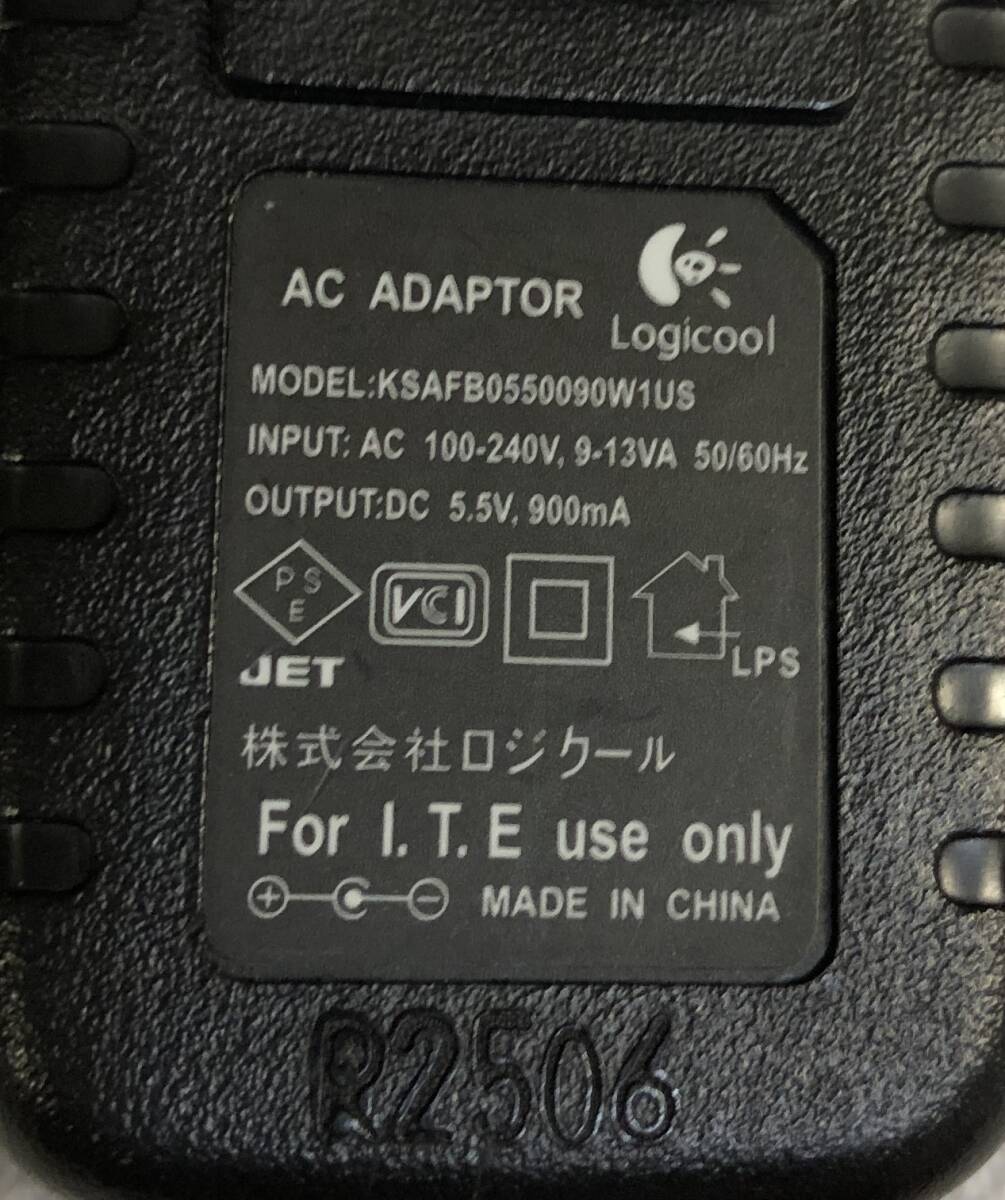 Logicool
AC ADAPTOR
MODEL:KSAFB0550090W1US
INPUT: AC 100-240V, 9-13VA 50/60Hz
OUTPUT:DC 5.5V, 900mA
PS
E
VCI
LPS
JET
株式会社ロジクール
For I.T.E use only
MADE IN CHINA
R2506